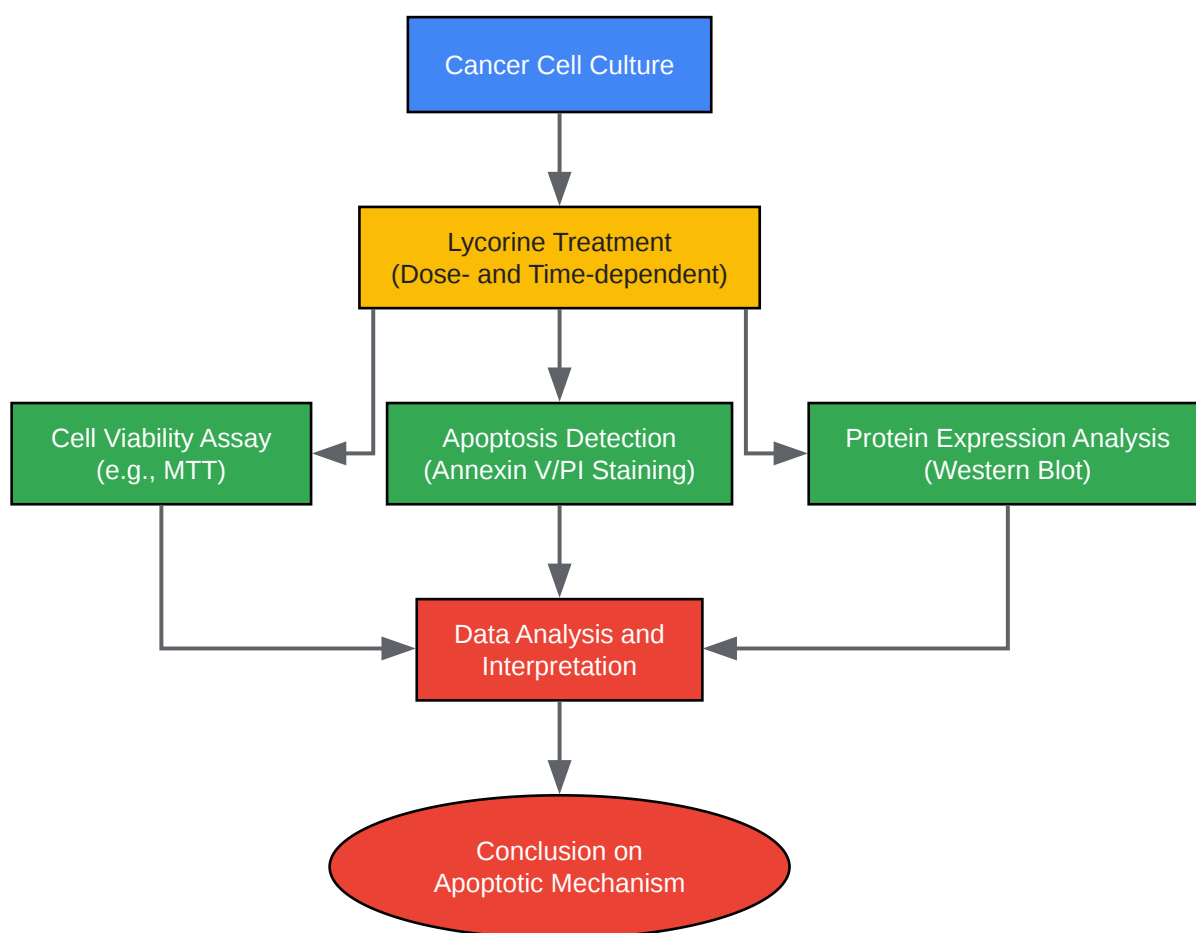 Cancer Cell Culture
Lycorine Treatment
(Dose- and Time-dependent)
Cell Viability Assay
(e.g., MTT)
Apoptosis Detection
(Annexin V/PI Staining)
Protein Expression Analysis
(Western Blot)
Data Analysis and
Interpretation
Conclusion on
Apoptotic Mechanism